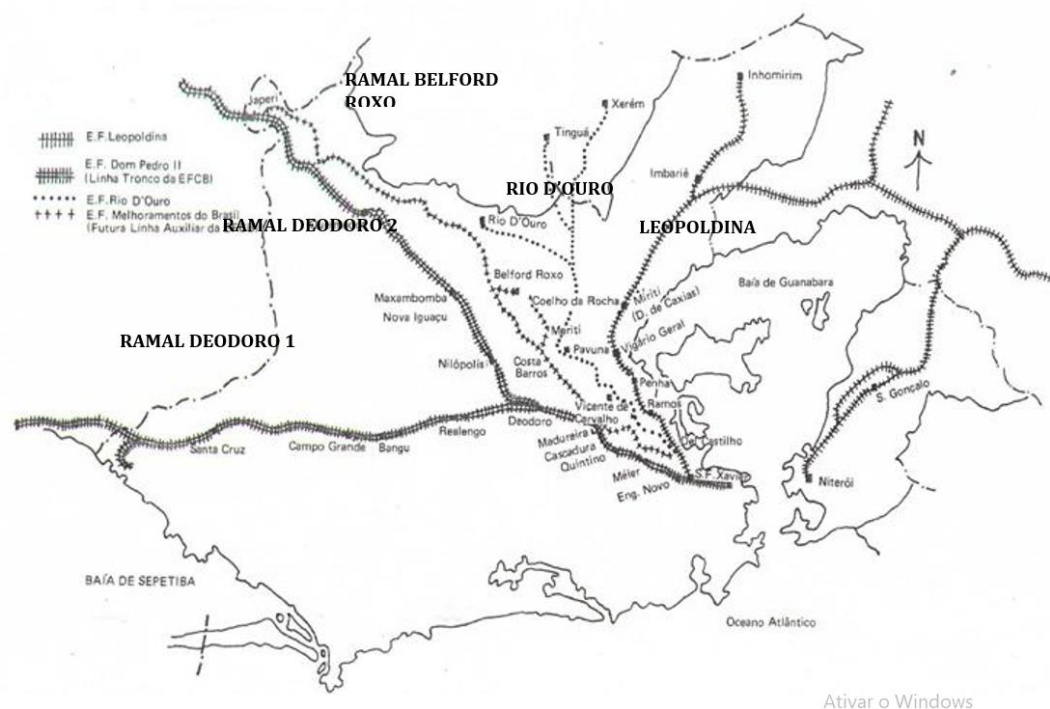 RAMAL BELFORD
ROXO
Japeri
E.F. Leopoldina
E.F. Dom Pedro II
(Linha Tronco da EFCB)
E.F. Rio D'Ouro
E.F. Melhoramentos do Brasil
(Futura Linha Auxiliar da
RAMAL DEODORO 2
RAMAL DEODORO 1
Inhomirim
Xerém
Tinguá
N
Imbariê
RIO D'OURO
LEOPOLDINA
Rio D'Ouro
Belford Roxo
Baía de Guanabara
Maxambomba
Nova Iguaçu
Coelho da Rocha
Miriti
(D. de Caxias)
Meriti
Vigário Geral
Pavuna
Costa
Barros
Nilópolis
Penha
Ramos
S. Gonçalo
Vicente de
Carvalho
Deodoro
Realengo
Madureira
Cascadura
Quintino
Del Castilho
Santa Cruz
Campo Grande
Bangu
Méier
Eng. Novo
S.F. Xavier
Niterói
BAÍA DE SEPETIBA
Oceano Atlântico
Ativar o Windows